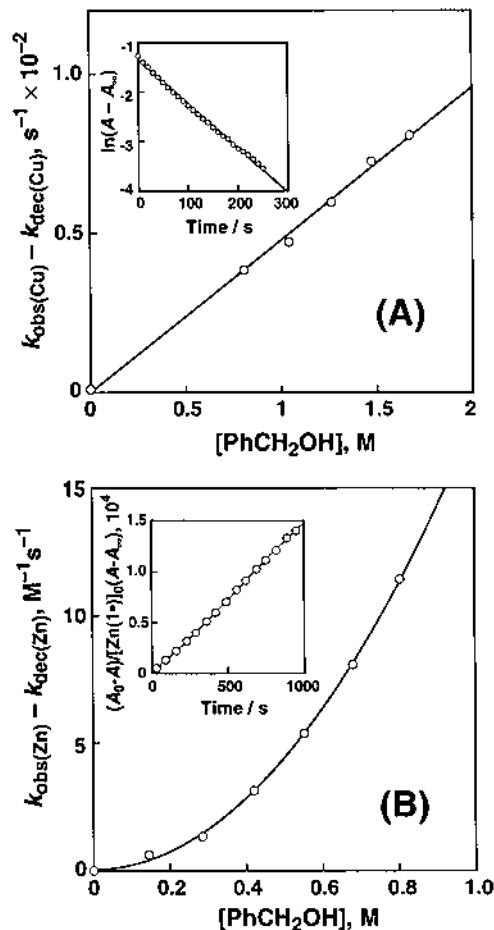 k_obs(Cu) – k_dec(Cu), s⁻¹ × 10⁻²
1.0
0.5
0
ln(A – A∞)
-1
-2
-3
-4
0 100 200 300
Time / s
(A)
0 0.5 1 1.5 2
[PhCH₂OH], M
k_obs(Zn) – k_dec(Zn), M⁻¹s⁻¹
15
10
5
0
(A₀-A)/[Zn(1•)]₀(A-A∞), 10⁴
1.5
1.0
0.5
0
0 500 1000
Time / s
(B)
0 0.2 0.4 0.6 0.8 1.0
[PhCH₂OH], M